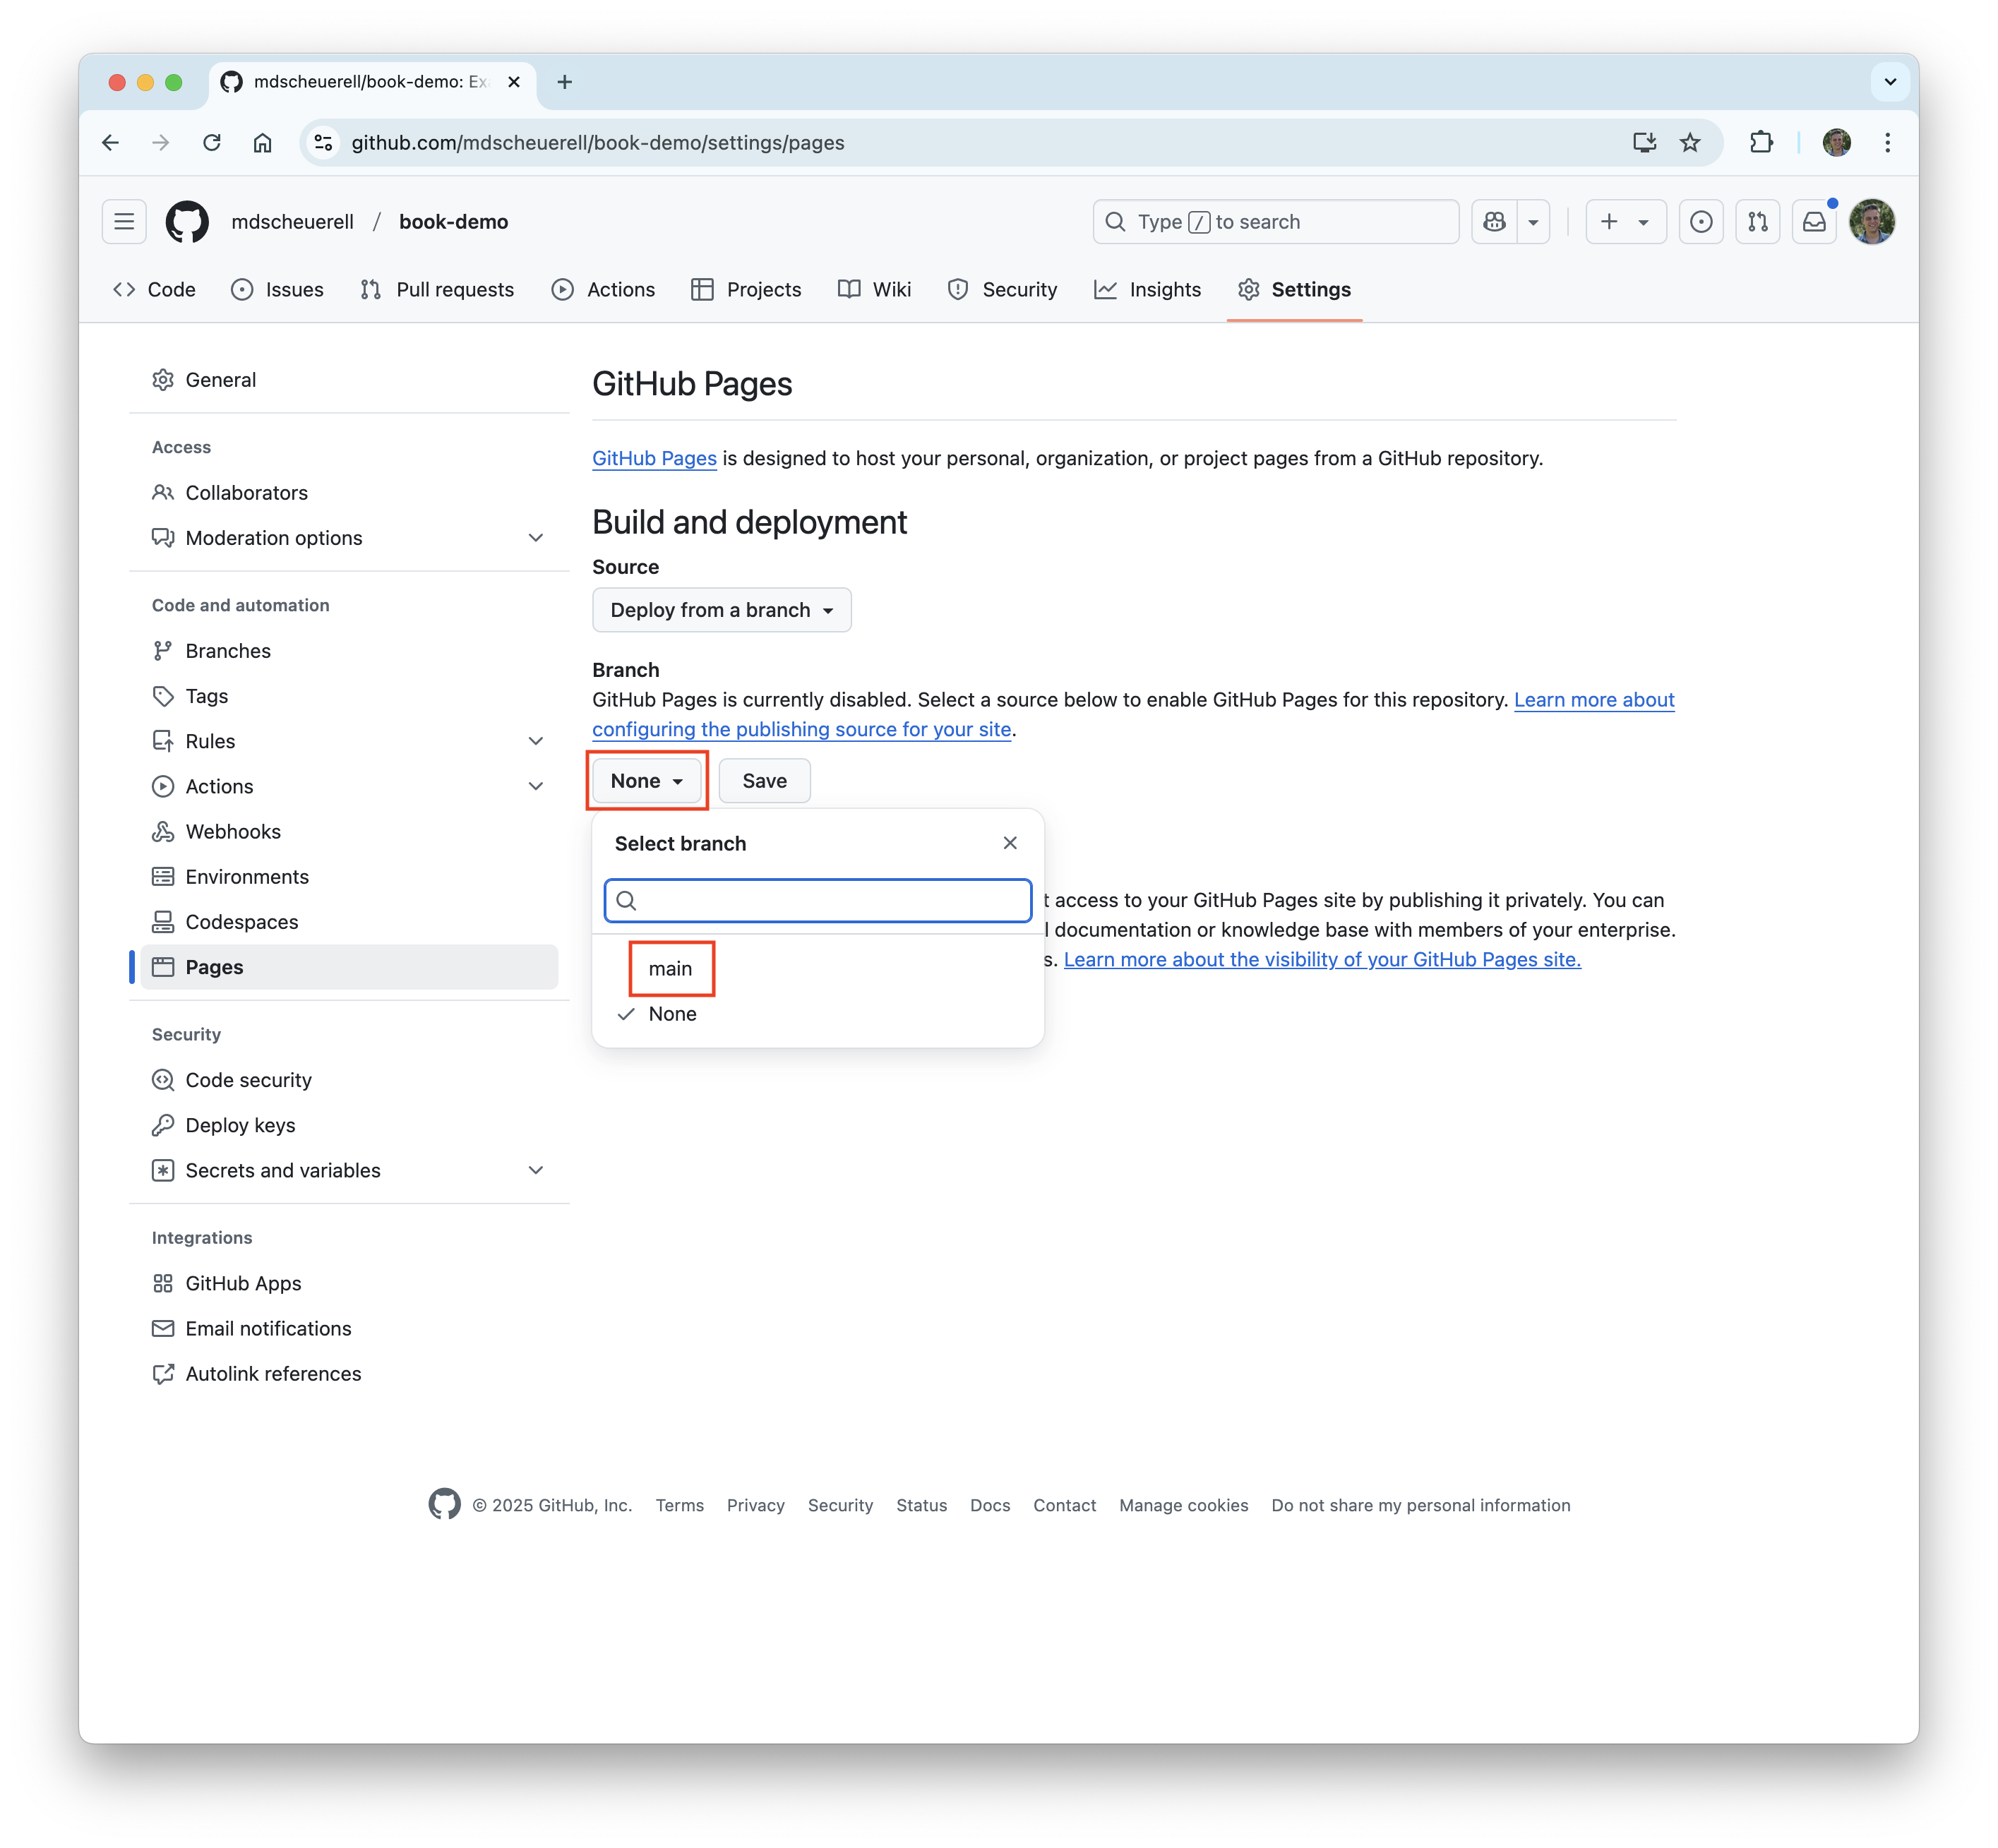 mdscheuerell/book-demo: Ex
github.com/mdscheuerell/book-demo/settings/pages
mdscheuerell / book-demo
Type / to search
Code
Issues
Pull requests
Actions
Projects
Wiki
Security
Insights
Settings
General
Access
Collaborators
Moderation options
Code and automation
Branches
Tags
Rules
Actions
Webhooks
Environments
Codespaces
Pages
Security
Code security
Deploy keys
Secrets and variables
Integrations
GitHub Apps
Email notifications
Autolink references
GitHub Pages
GitHub Pages is designed to host your personal, organization, or project pages from a GitHub repository.
Build and deployment
Source
Deploy from a branch
Branch
GitHub Pages is currently disabled. Select a source below to enable GitHub Pages for this repository. Learn more about
configuring the publishing source for your site.
None
Save
Select branch
main
None
access to your GitHub Pages site by publishing it privately. You can
documentation or knowledge base with members of your enterprise.
s. Learn more about the visibility of your GitHub Pages site.
© 2025 GitHub, Inc.
Terms
Privacy
Security
Status
Docs
Contact
Manage cookies
Do not share my personal information